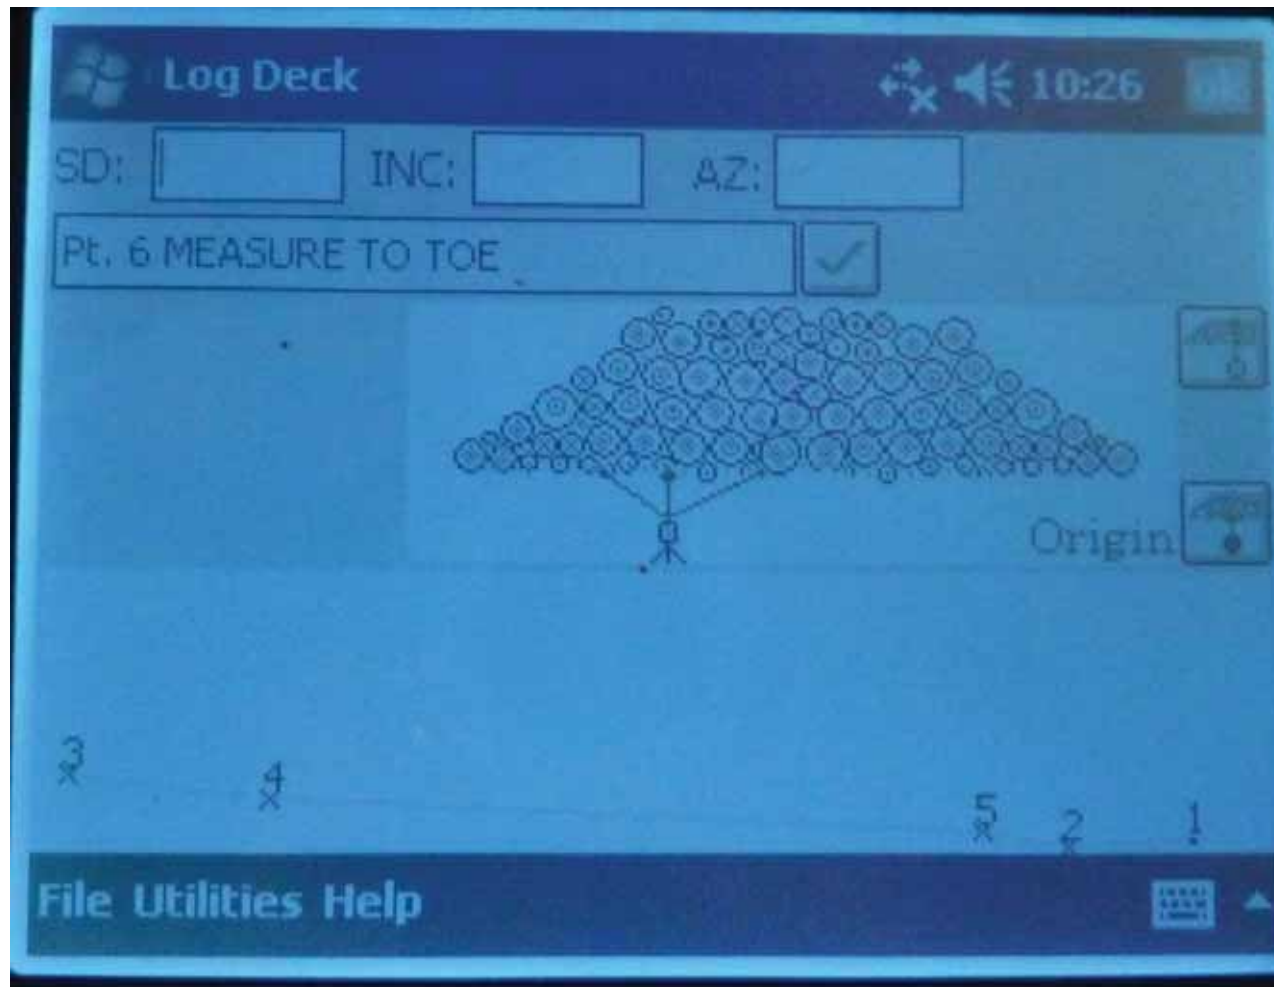 Log Deck 10:26 ok
SD: INC: AZ:
Pt. 6 MEASURE TO TOE
Origin
3
4
5 2 1
File Utilities Help